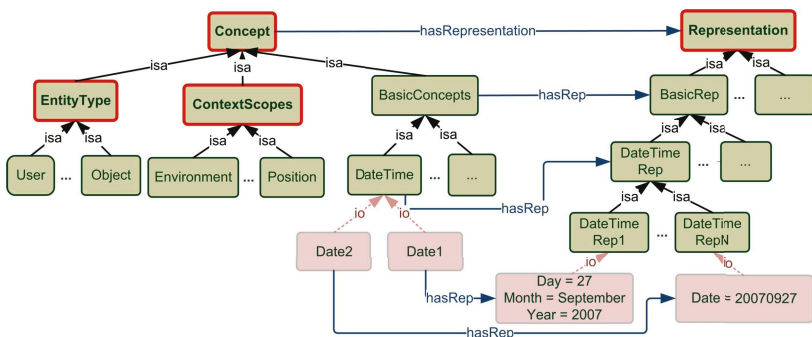 Concept
hasRepresentation
Representation
isa
isa
isa
isa
isa
EntityType
ContextScopes
BasicConcepts
hasRep
BasicRep
...
...
isa
isa
isa
isa
isa
isa
isa
isa
User
...
Object
Environment
...
Position
DateTime
...
...
DateTime
Rep
...
...
hasRep
io
io
isa
isa
Date2
Date1
DateTime
Rep1
...
DateTime
RepN
io
io
hasRep
Day = 27
Month = September
Year = 2007
Date = 20070927
hasRep